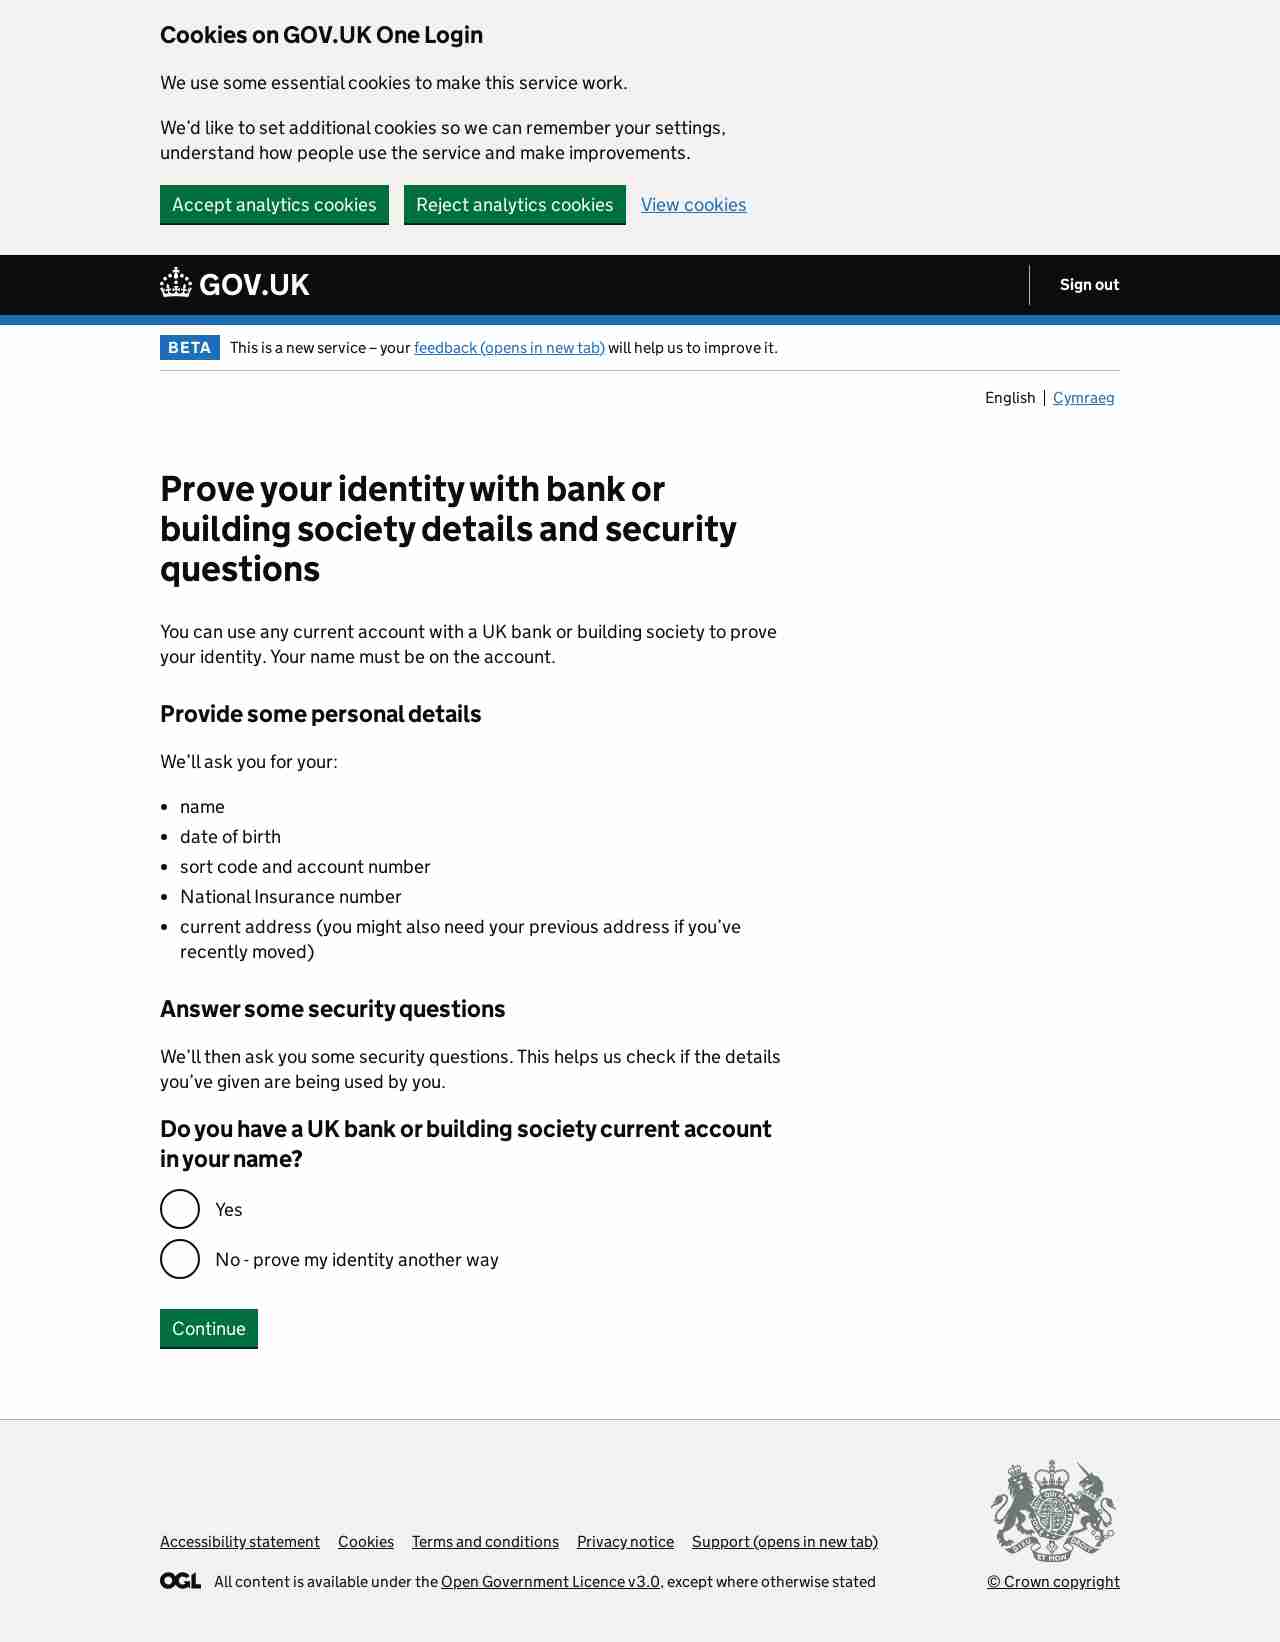 Cookies on GOV.UK One Login
We use some essential cookies to make this service work.
We’d like to set additional cookies so we can remember your settings,
understand how people use the service and make improvements.
Accept analytics cookies Reject analytics cookies View cookies
GOV.UK Sign out
BETA This is a new service – your feedback (opens in new tab) will help us to improve it.
English Cymraeg
Prove your identity with bank or
building society details and security
questions
You can use any current account with a UK bank or building society to prove
your identity. Your name must be on the account.
Provide some personal details
We’ll ask you for your:
• name
• date of birth
• sort code and account number
• National Insurance number
• current address (you might also need your previous address if you’ve
recently moved)
Answer some security questions
We’ll then ask you some security questions. This helps us check if the details
you’ve given are being used by you.
Do you have a UK bank or building society current account
in your name?
Yes
No - prove my identity another way
Continue
Accessibility statement Cookies Terms and conditions Privacy notice Support (opens in new tab)
OGL All content is available under the Open Government Licence v3.0, except where otherwise stated
© Crown copyright